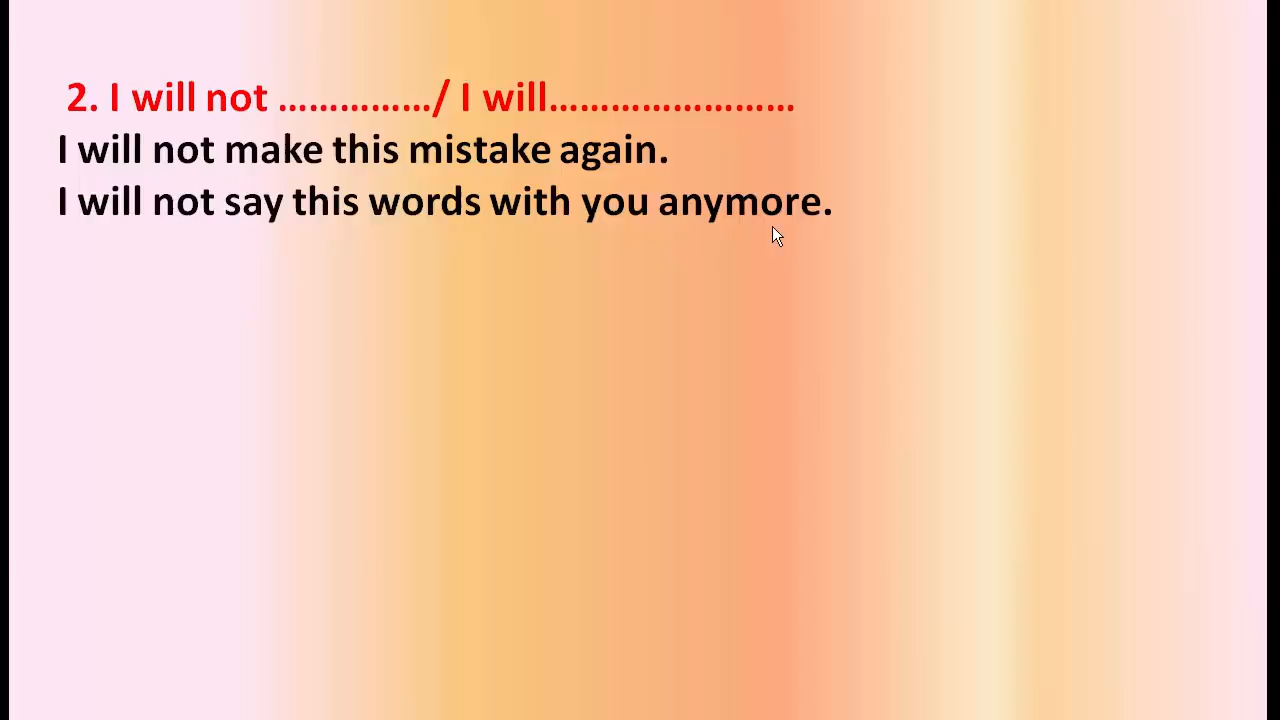 2. I will not ……………/ I will……………………
I will not make this mistake again.
I will not say this words with you anymore.